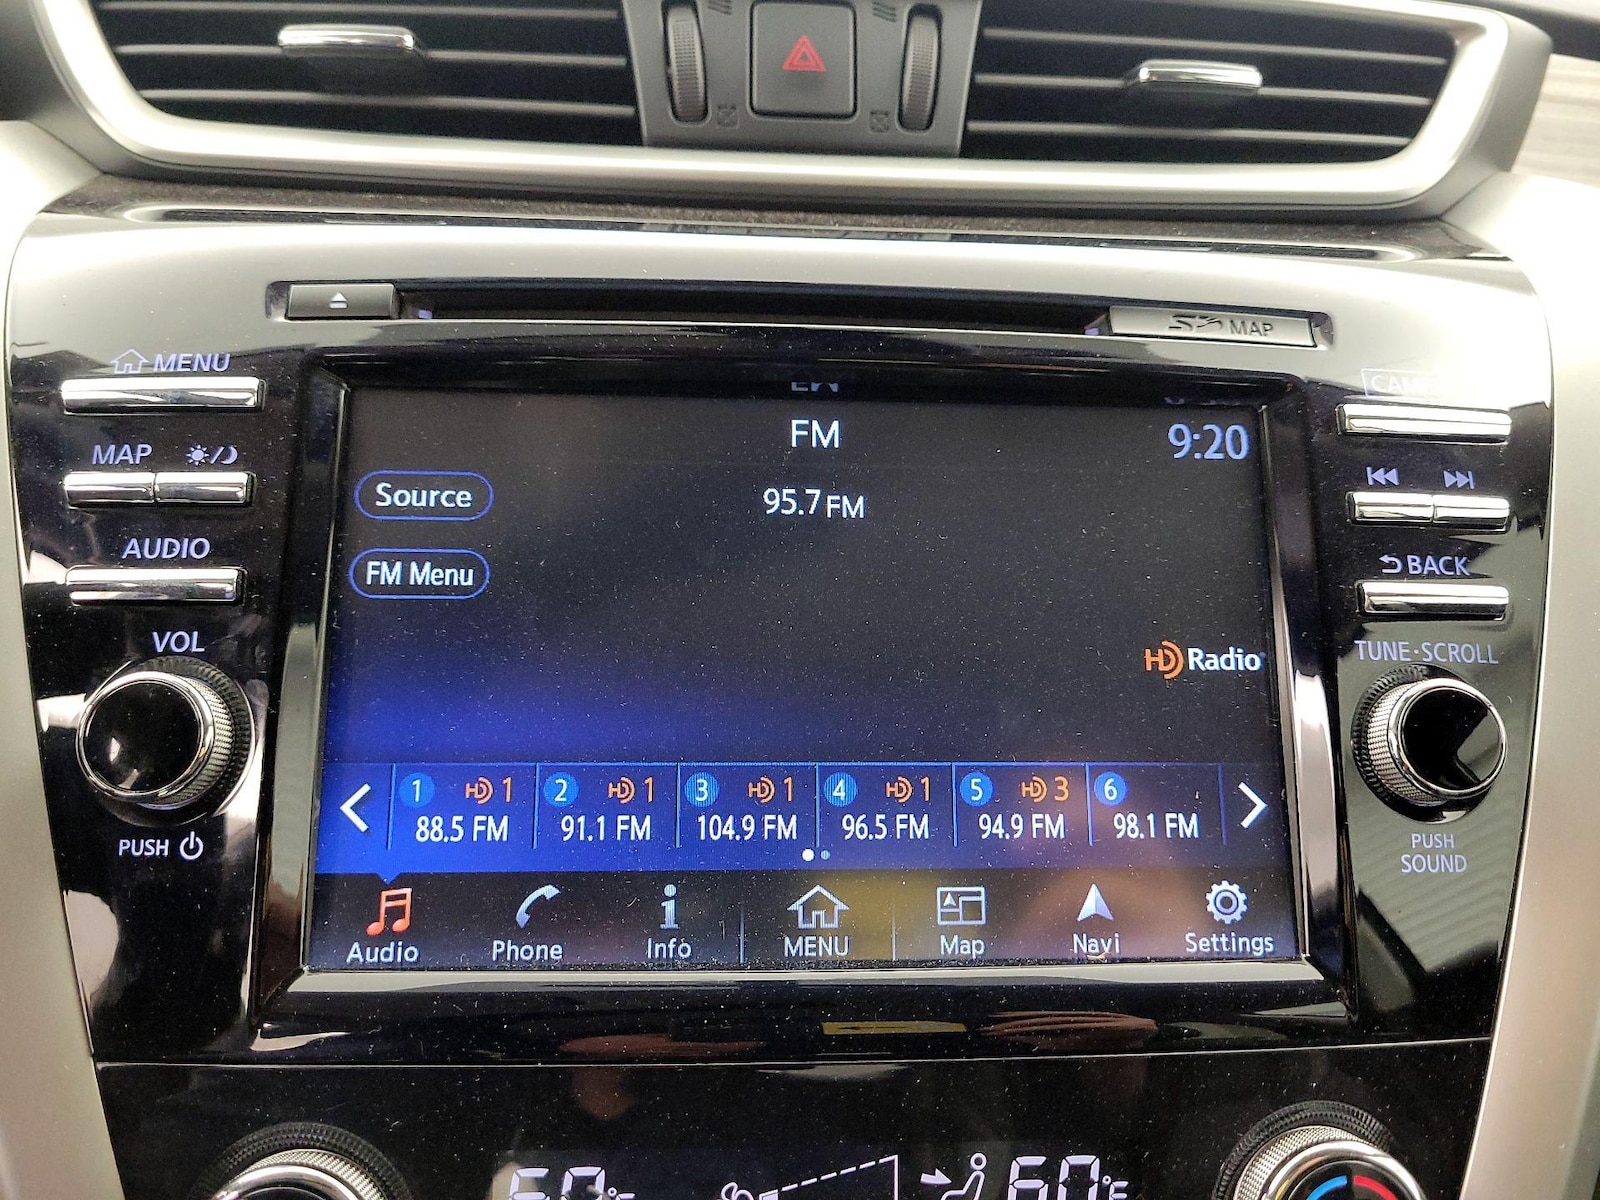 MAP
MENU
MAP
AUDIO
VOL
PUSH
FM
9:20
Source
95.7 FM
FM Menu
HD Radio
1 HD 1
88.5 FM
2 HD 1
91.1 FM
3 HD 1
104.9 FM
4 HD 1
96.5 FM
5 HD 3
94.9 FM
6
98.1 FM
Audio
Phone
Info
MENU
Map
Navi
Settings
BACK
TUNE·SCROLL
PUSH
SOUND
60°F